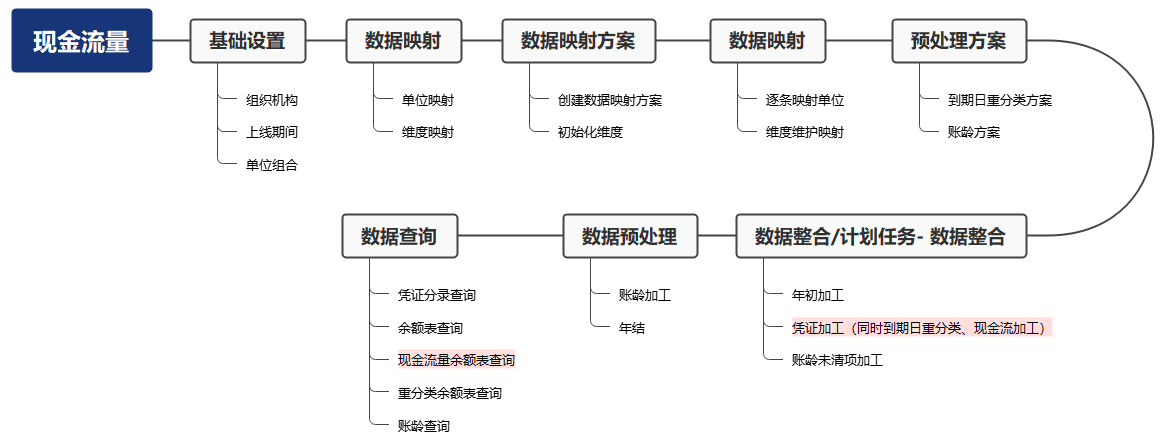 现金流量
基础设置
组织机构
上线期间
单位组合
数据映射
单位映射
维度映射
数据映射方案
创建数据映射方案
初始化维度
数据映射
逐条映射单位
维度维护映射
预处理方案
到期日重分类方案
账龄方案
数据整合/计划任务- 数据整合
年初加工
凭证加工（同时到期日重分类、现金流加工）
账龄未清项加工
数据预处理
账龄加工
年结
数据查询
凭证分录查询
余额表查询
现金流量余额表查询
重分类余额表查询
账龄查询